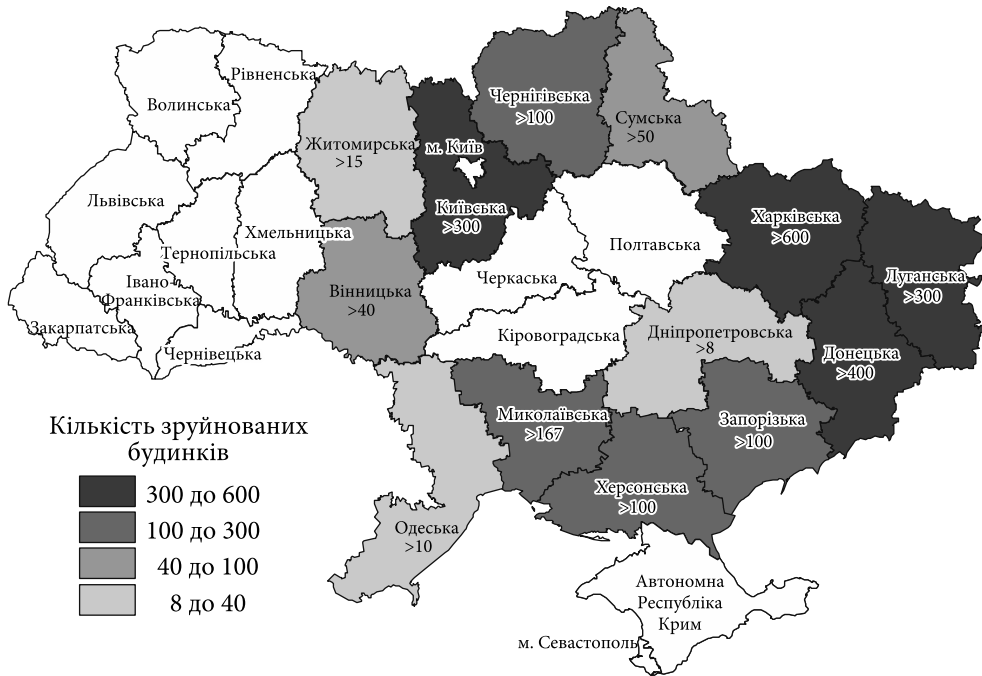 Рівненська
Волинська
Чернігівська
>100
Сумська
>50
Житомирська
>15
м. Київ
Львівська
Київська
>300
Харківська
>600
Хмельницька
Тернопільська
Полтавська
Черкаська
Івано
Франківська
Луганська
>300
Вінницька
>40
Закарпатська
Чернівецька
Кіровоградська
Дніпропетровська
>8
Донецька
>400
Миколаївська
>167
Запорізька
>100
Херсонська
>100
Одеська
>10
Кількість зруйнованих
будинків
300 до 600
100 до 300
40 до 100
8 до 40
Автономна
Республіка
Крим
м. Севастополь